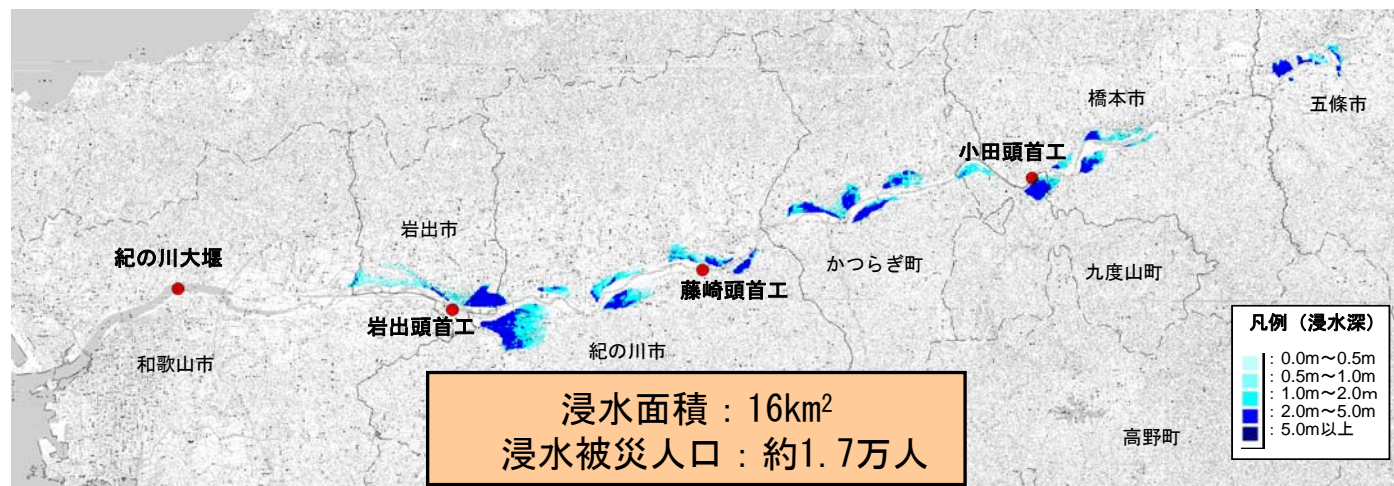 橋本市
五條市
小田頭首工
岩出市
紀の川大堰
かつらぎ町
九度山町
藤崎頭首工
岩出頭首工
紀の川市
和歌山市
高野町
凡例（浸水深）
：0.0m～0.5m
：0.5m～1.0m
：1.0m～2.0m
：2.0m～5.0m
：5.0m以上
浸水面積：16km²
浸水被災人口：約1.7万人